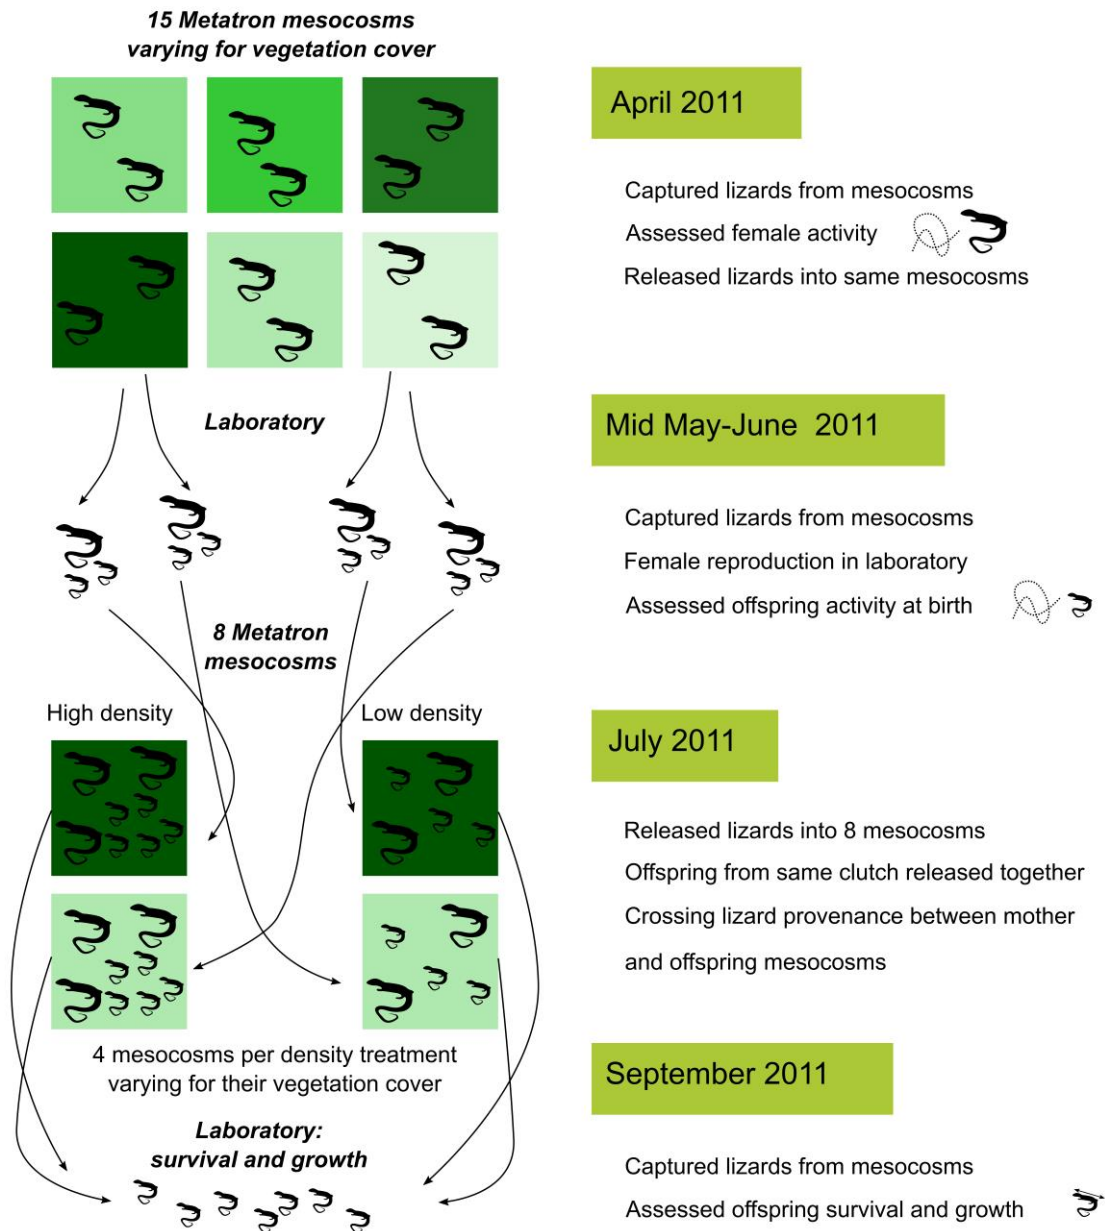 15 Metatron mesocosms
varying for vegetation cover
April 2011
Captured lizards from mesocosms
Assessed female activity
Released lizards into same mesocosms
Laboratory
Mid May-June 2011
Captured lizards from mesocosms
Female reproduction in laboratory
Assessed offspring activity at birth
8 Metatron
mesocosms
High density
Low density
July 2011
Released lizards into 8 mesocosms
Offspring from same clutch released together
Crossing lizard provenance between mother
and offspring mesocosms
4 mesocosms per density treatment
varying for their vegetation cover
September 2011
Laboratory:
survival and growth
Captured lizards from mesocosms
Assessed offspring survival and growth